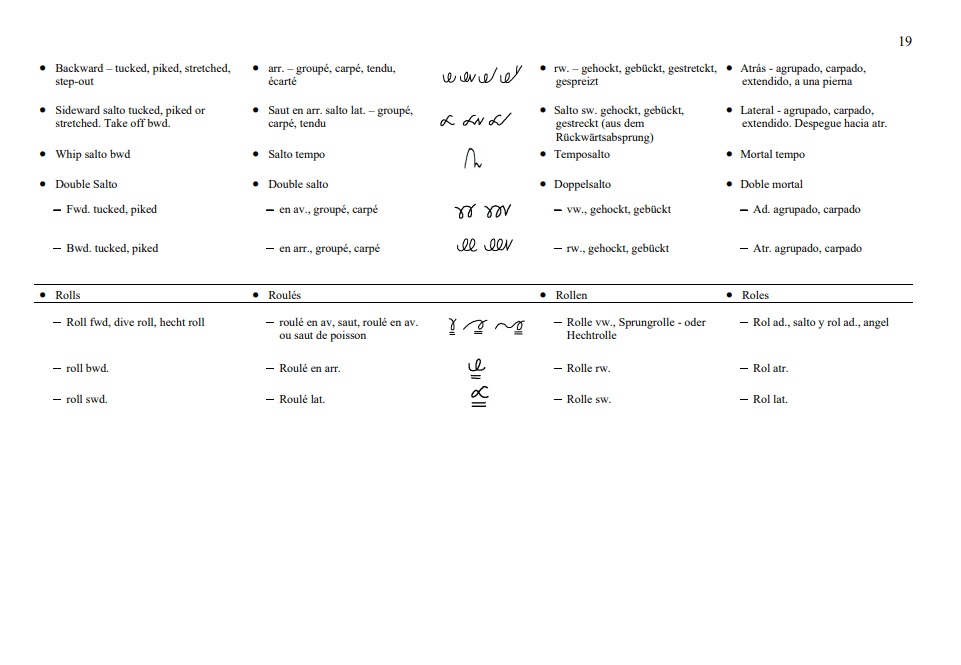 19
• Backward – tucked, piked, stretched,
step-out
• arr. – groupé, carpé, tendu,
écarté
• rw. – gehockt, gebückt, gestretckt,
gespreizt
• Atrás - agrupado, carpado,
extendido, a una pierna
• Sideward salto tucked, piked or
stretched. Take off bwd.
• Saut en arr. salto lat. – groupé,
carpé, tendu
• Salto sw. gehockt, gebückt,
gestreckt (aus dem
Rückwärtsabsprung)
• Lateral - agrupado, carpado,
extendido. Despegue hacia atr.
• Whip salto bwd
• Salto tempo
• Temposalto
• Mortal tempo
• Double Salto
• Double salto
• Doppelsalto
• Doble mortal
– Fwd. tucked, piked
– en av., groupé, carpé
– vw., gehockt, gebückt
– Ad. agrupado, carpado
– Bwd. tucked, piked
– en arr., groupé, carpé
– rw., gehockt, gebückt
– Atr. agrupado, carpado
• Rolls
• Roulés
• Rollen
• Roles
– Roll fwd, dive roll, hecht roll
– roulé en av, saut, roulé en av.
ou saut de poisson
– Rolle vw., Sprungrolle - oder
Hechtrolle
– Rol ad., salto y rol ad., angel
– roll bwd.
– Roulé en arr.
– Rolle rw.
– Rol atr.
– roll swd.
– Roulé lat.
– Rolle sw.
– Rol lat.